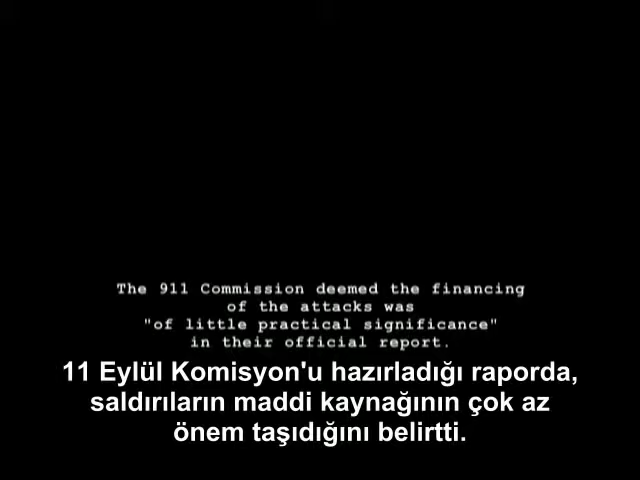 The 911 Commission deemed the financing
of the attacks was
"of little practical significance"
in their official report.
11 Eylül Komisyon'u hazırladığı raporda,
saldırıların maddi kaynağının çok az
önem taşıdığını belirtti.